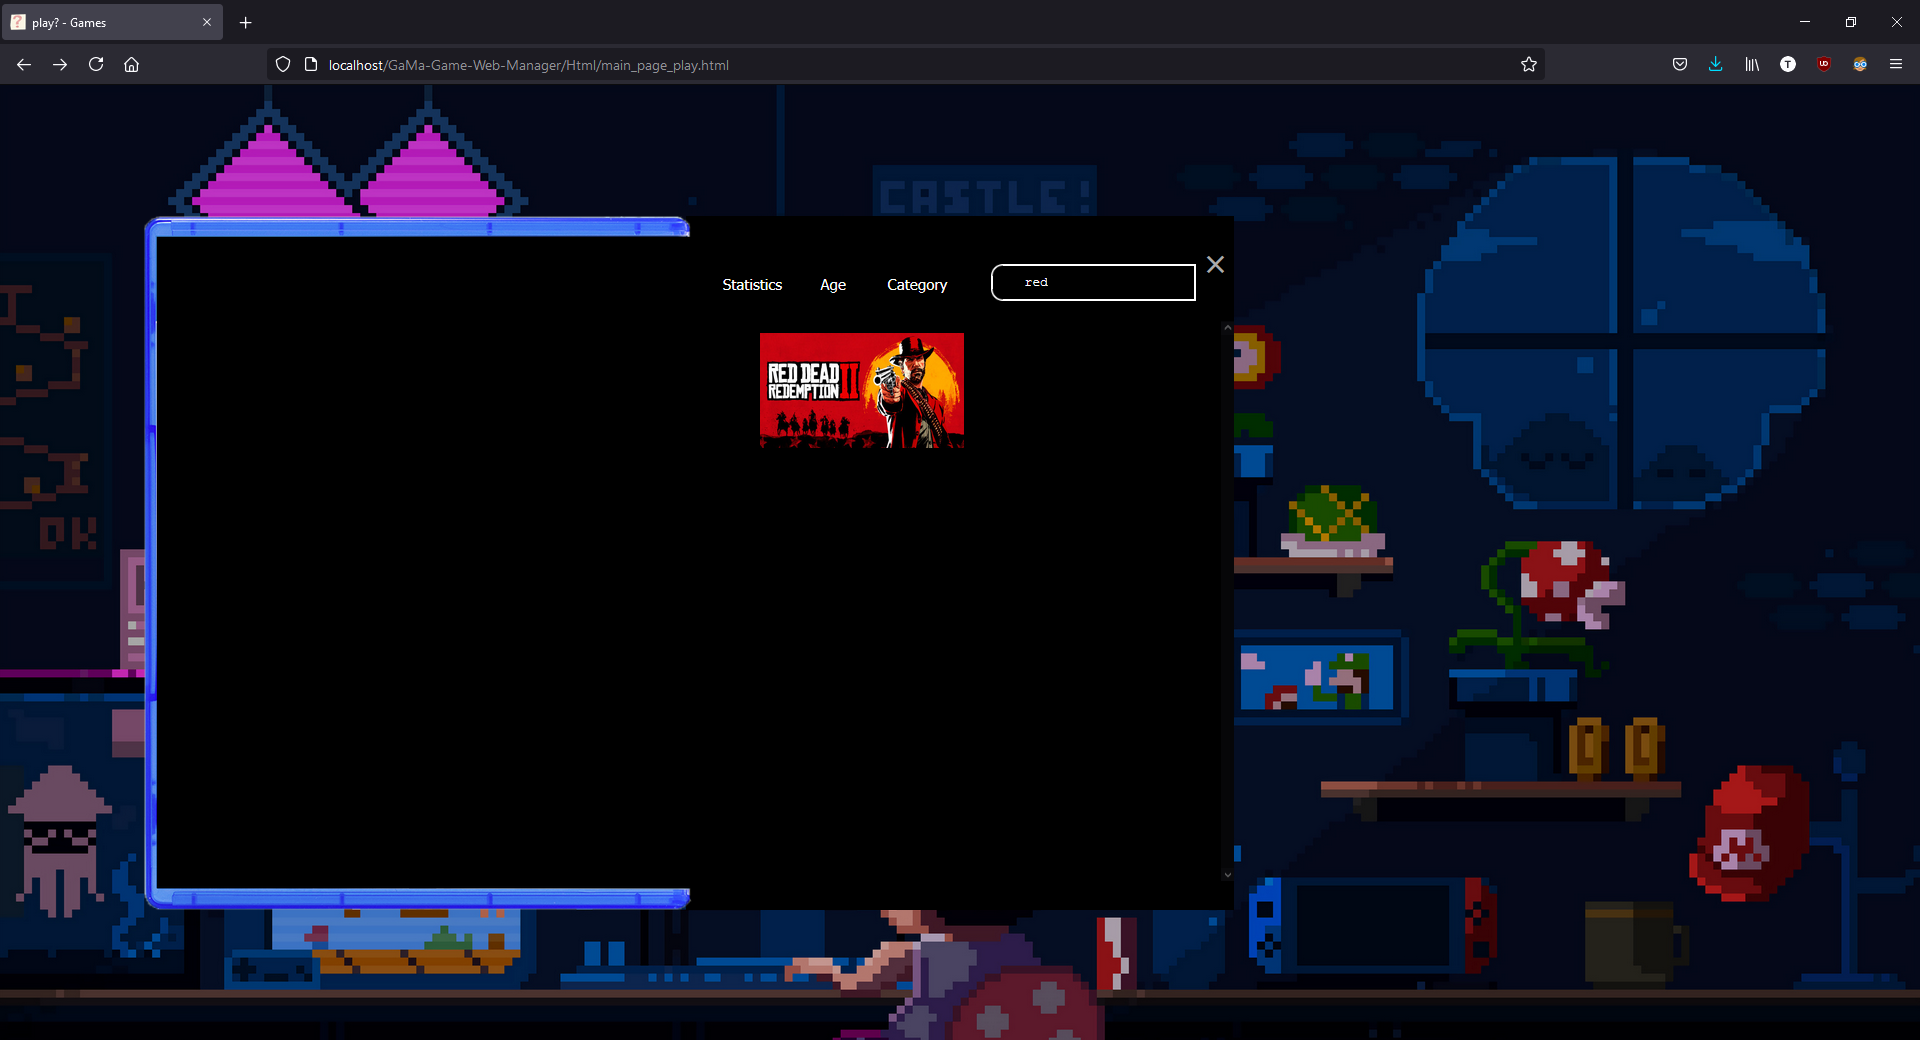 play? - Games
localhost/GaMa-Game-Web-Manager/Html/main_page_play.html
CASTLE!
Statistics Age Category red
RED DEAD
REDEMPTION II
OK